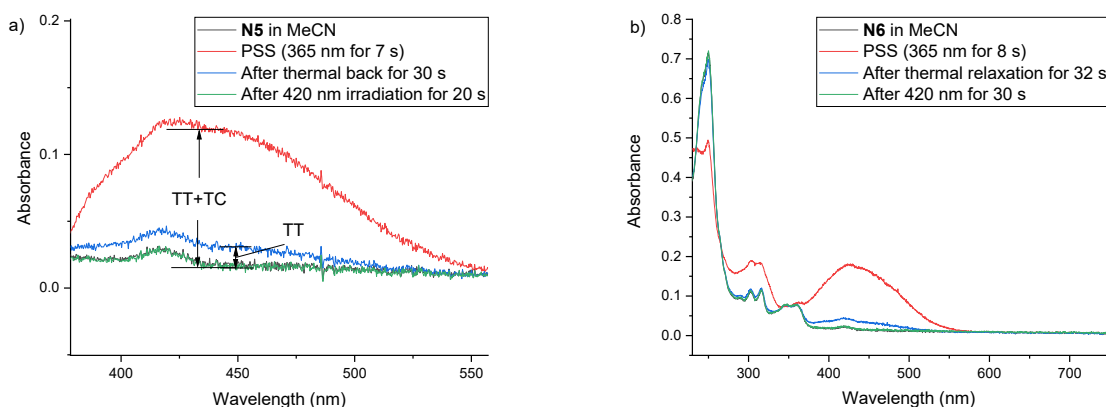 a)
N5 in MeCN
PSS (365 nm for 7 s)
After thermal back for 30 s
After 420 nm irradiation for 20 s
0.2
0.1
0.0
TT+TC
TT
400
450
500
550
Absorbance
Wavelength (nm)
b)
N6 in MeCN
PSS (365 nm for 8 s)
After thermal relaxation for 32 s
After 420 nm for 30 s
0.8
0.7
0.6
0.5
0.4
0.3
0.2
0.1
0.0
300
400
500
600
700
Absorbance
Wavelength (nm)